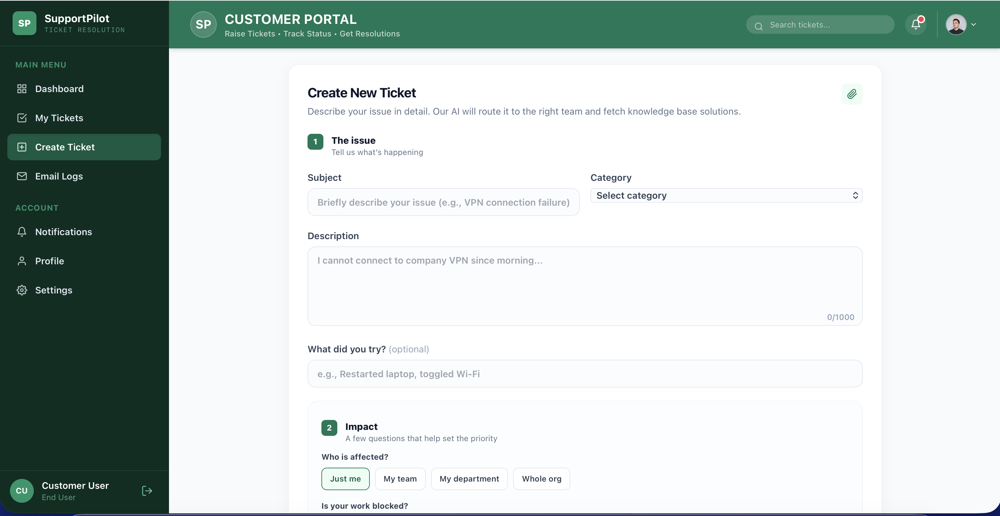 SP
SupportPilot
TICKET RESOLUTION
MAIN MENU
Dashboard
My Tickets
Create Ticket
Email Logs
ACCOUNT
Notifications
Profile
Settings
CU
Customer User
End User
SP
CUSTOMER PORTAL
Raise Tickets • Track Status • Get Resolutions
Search tickets...
Create New Ticket
Describe your issue in detail. Our AI will route it to the right team and fetch knowledge base solutions.
1
The issue
Tell us what’s happening
Subject
Briefly describe your issue (e.g., VPN connection failure)
Category
Select category
Description
I cannot connect to company VPN since morning...
0/1000
What did you try? (optional)
e.g., Restarted laptop, toggled Wi-Fi
2
Impact
A few questions that help set the priority
Who is affected?
Just me
My team
My department
Whole org
Is your work blocked?